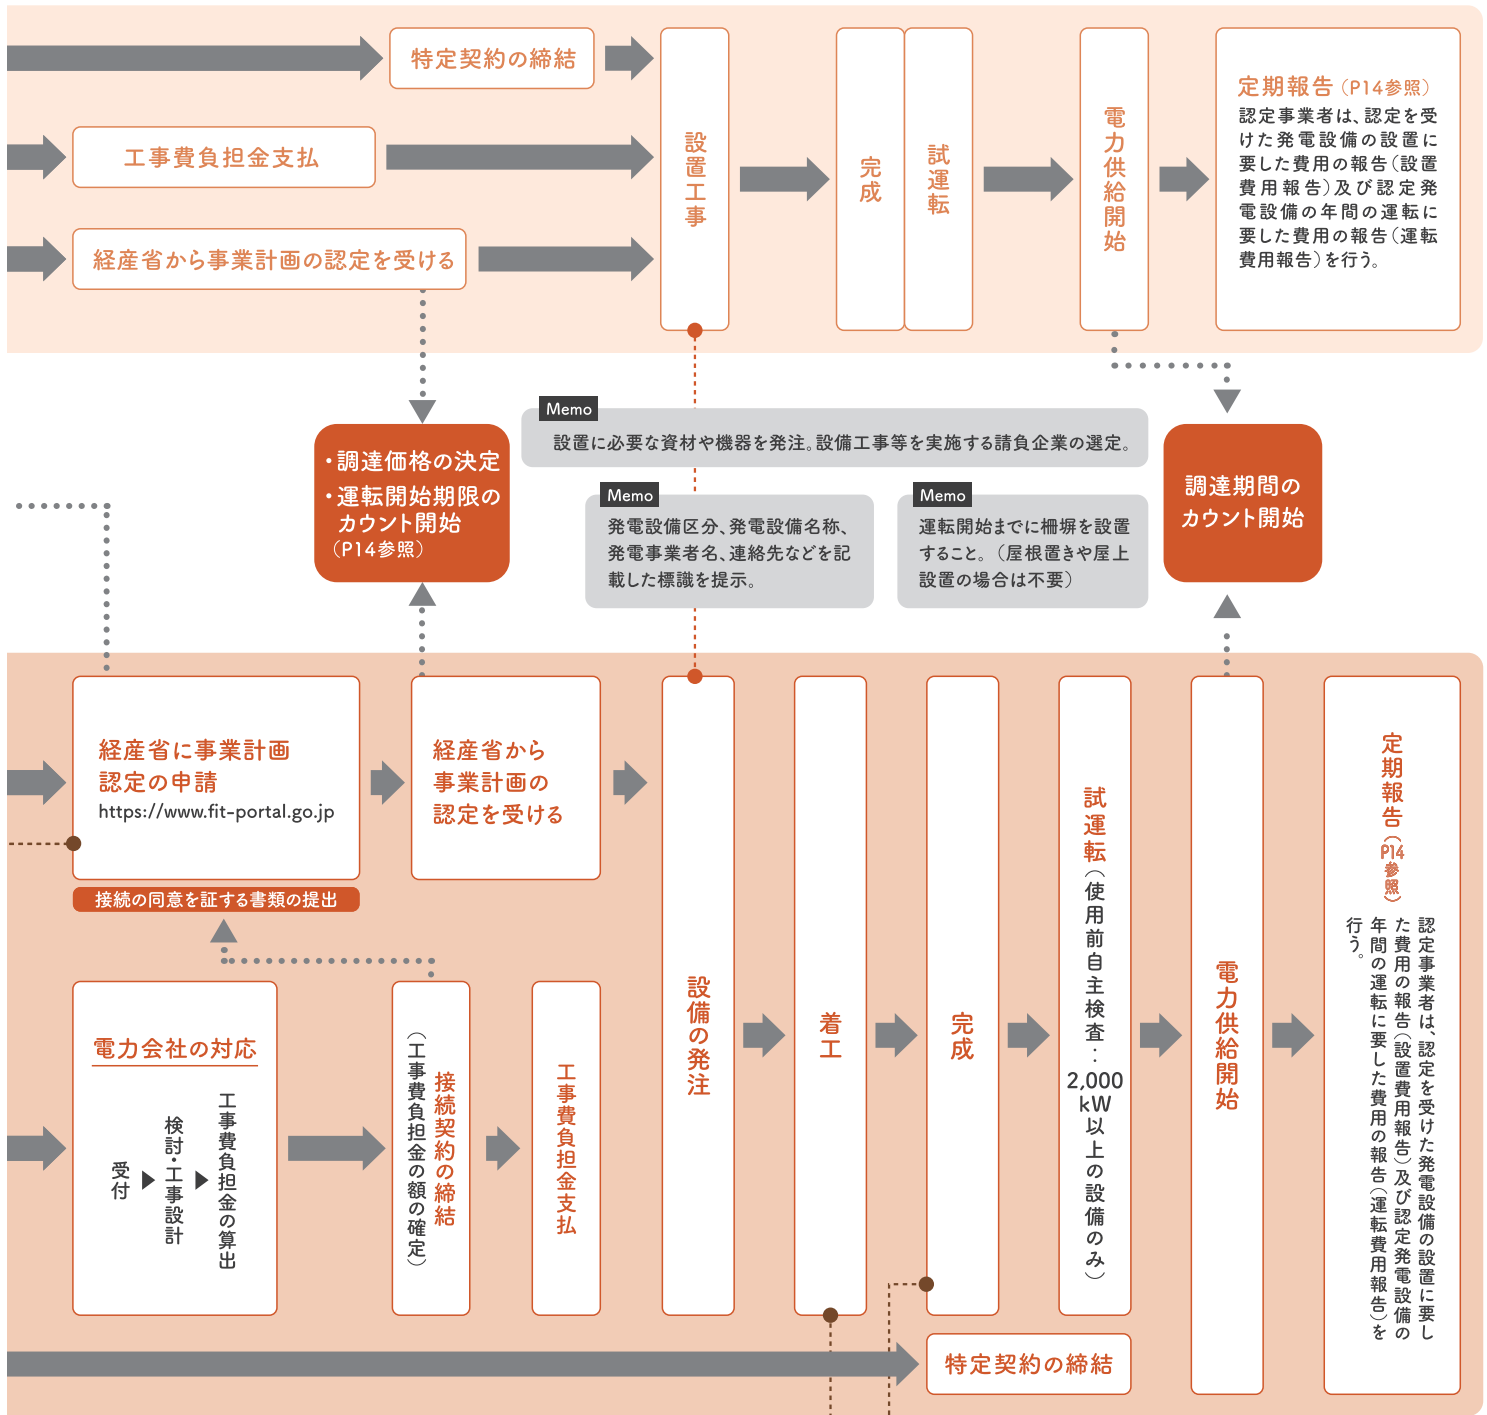 特定契約の締結
工事費負担金支払
経産省から事業計画の認定を受ける
設置工事
完成
試運転
電力供給開始
定期報告（P14参照）
認定事業者は、認定を受
けた発電設備の設置に
要した費用の報告（設置
費用報告）及び認定発
電設備の年間の運転に
要した費用の報告（運転
費用報告）を行う。
・調達価格の決定
・運転開始期限の
カウント開始
（P14参照）
Memo
設置に必要な資材や機器を発注。設備工事等を実施する請負企業の選定。
Memo
発電設備区分、発電設備名称、
発電事業者名、連絡先などを記
載した標識を提示。
Memo
運転開始までに柵塀を設置
すること。（屋根置きや屋上
設置の場合は不要）
調達期間の
カウント開始
経産省に事業計画
認定の申請
https://www.fit-portal.go.jp
接続の同意を証する書類の提出
経産省から
事業計画の
認定を受ける
電力会社の対応
受付
検討・工事設計
工事費負担金の算出
接続契約の締結
（工事費負担金の額の確定）
工事費負担金支払
設備の発注
着工
完成
試運転（使用前自主検査：2,000kW以上の設備のみ）
特定契約の締結
電力供給開始
定期報告（P14参照）
認定事業者は、認定を受けた発電設備の設置に要し
た費用の報告（設置費用報告）及び認定発電設備の
年間の運転に要した費用の報告（運転費用報告）を
行う。